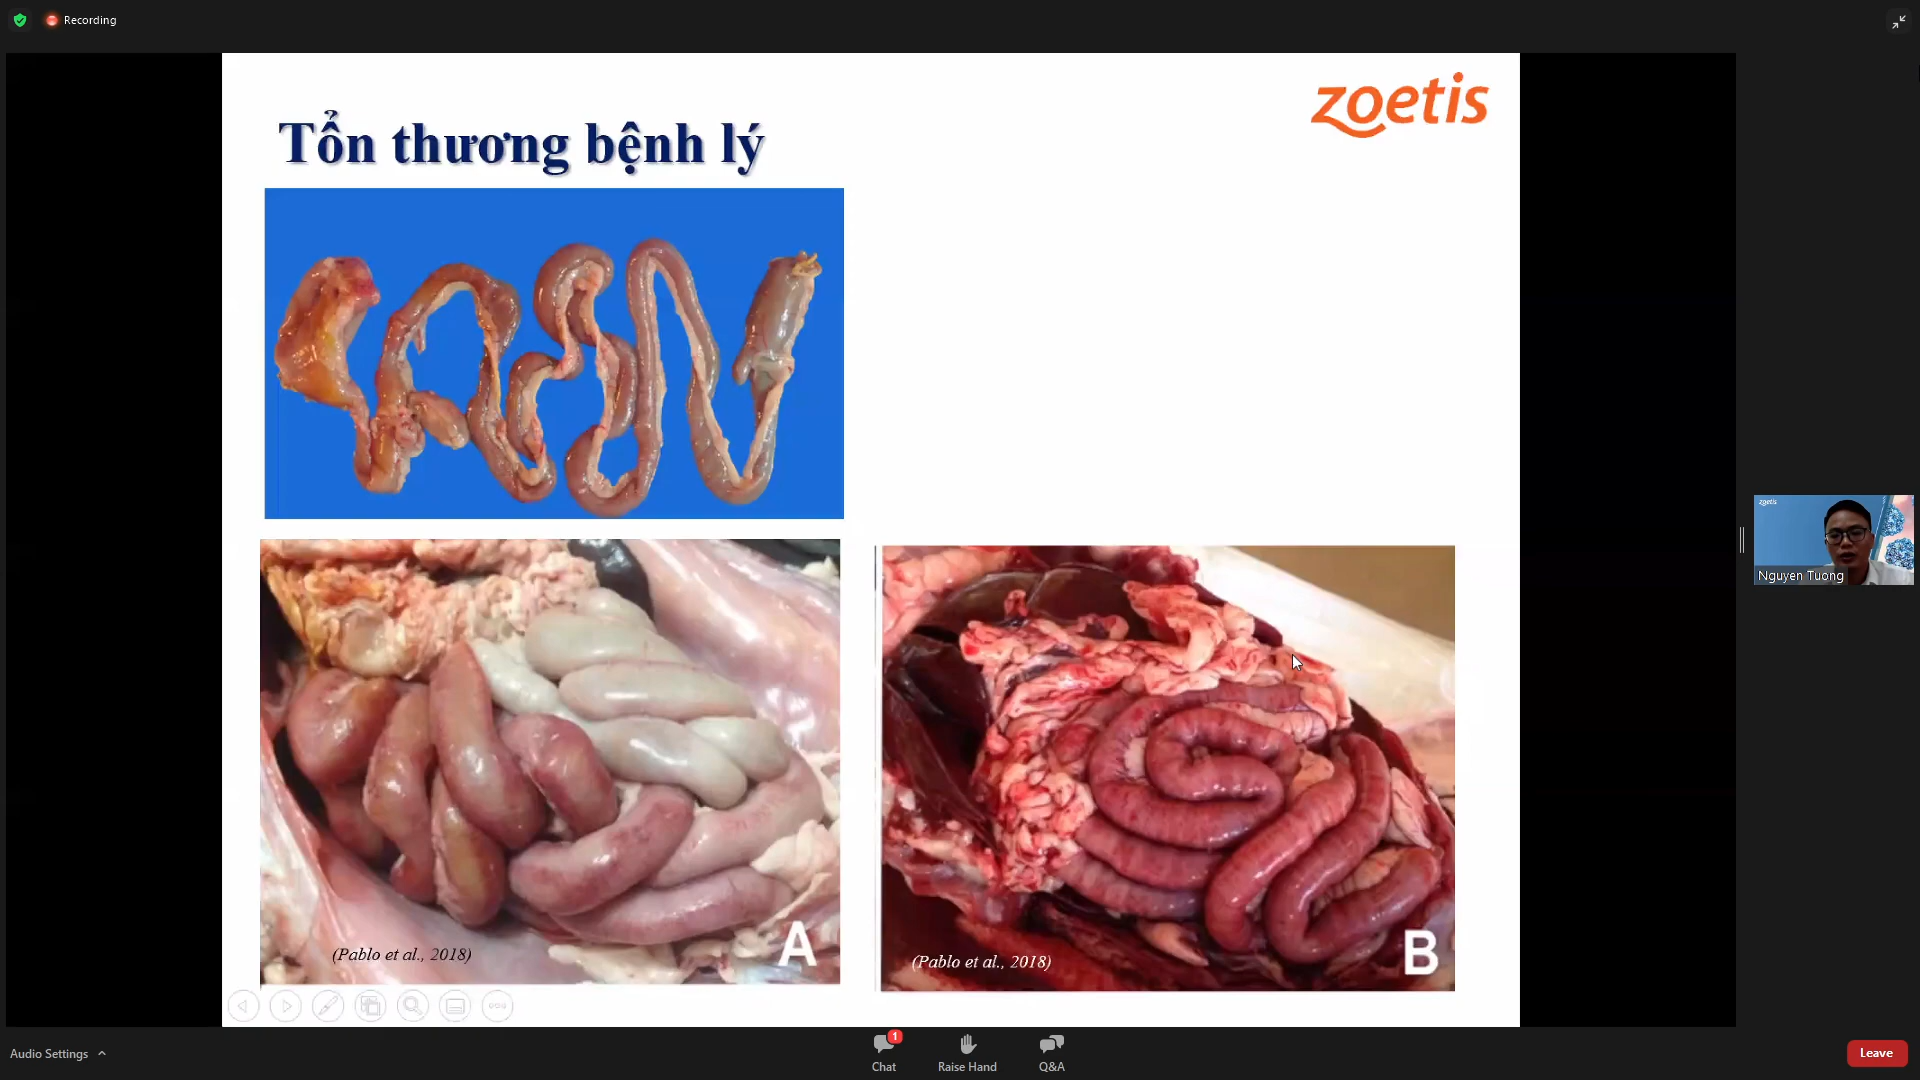 Recording
zoetis
Tổn thương bệnh lý
zoetis
Nguyen Tuong
(Pablo et al., 2018)
A
(Pablo et al., 2018)
B
Audio Settings
1
Chat
Raise Hand
Q&A
Leave